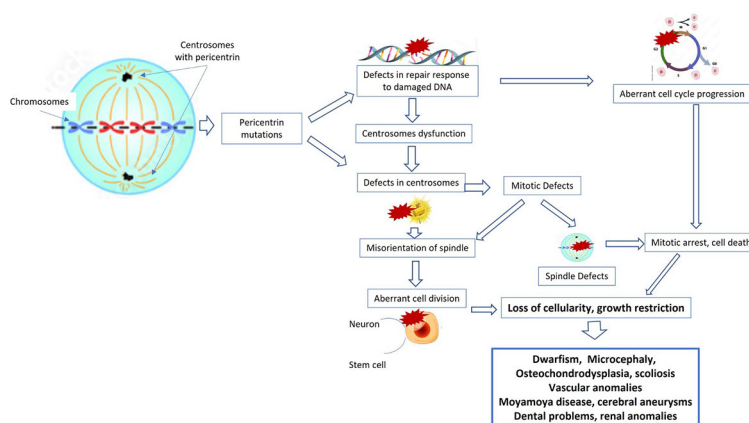 Centrosomes
with pericentrin
Chromosomes
Pericentrin
mutations
Defects in repair response
to damaged DNA
Centrosomes dysfunction
Defects in centrosomes
Mitotic Defects
Misorientation of spindle
Spindle Defects
Aberrant cell division
Neuron
Stem cell
M
G2
G1
G0
S
Aberrant cell cycle progression
Mitotic arrest, cell death
Loss of cellularity, growth restriction
Dwarfism, Microcephaly,
Osteochondrodysplasia, scoliosis
Vascular anomalies
Moyamoya disease, cerebral aneurysms
Dental problems, renal anomalies